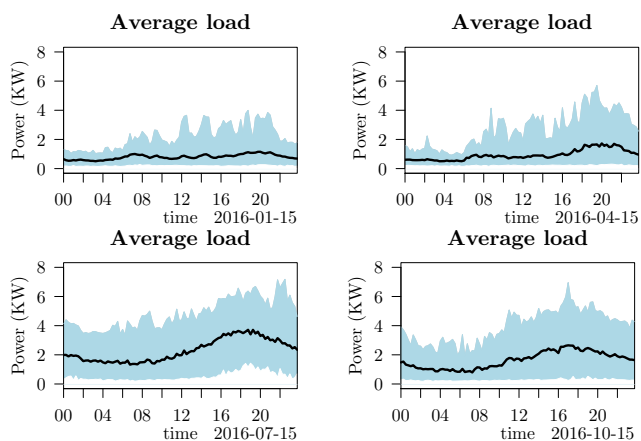 Average load
Power (KW)
8
6
4
2
0
00 04 08 12 16 20
time 2016-01-15
Average load
Power (KW)
8
6
4
2
0
00 04 08 12 16 20
time 2016-04-15
Average load
Power (KW)
8
6
4
2
0
00 04 08 12 16 20
time 2016-07-15
Average load
Power (KW)
8
6
4
2
0
00 04 08 12 16 20
time 2016-10-15